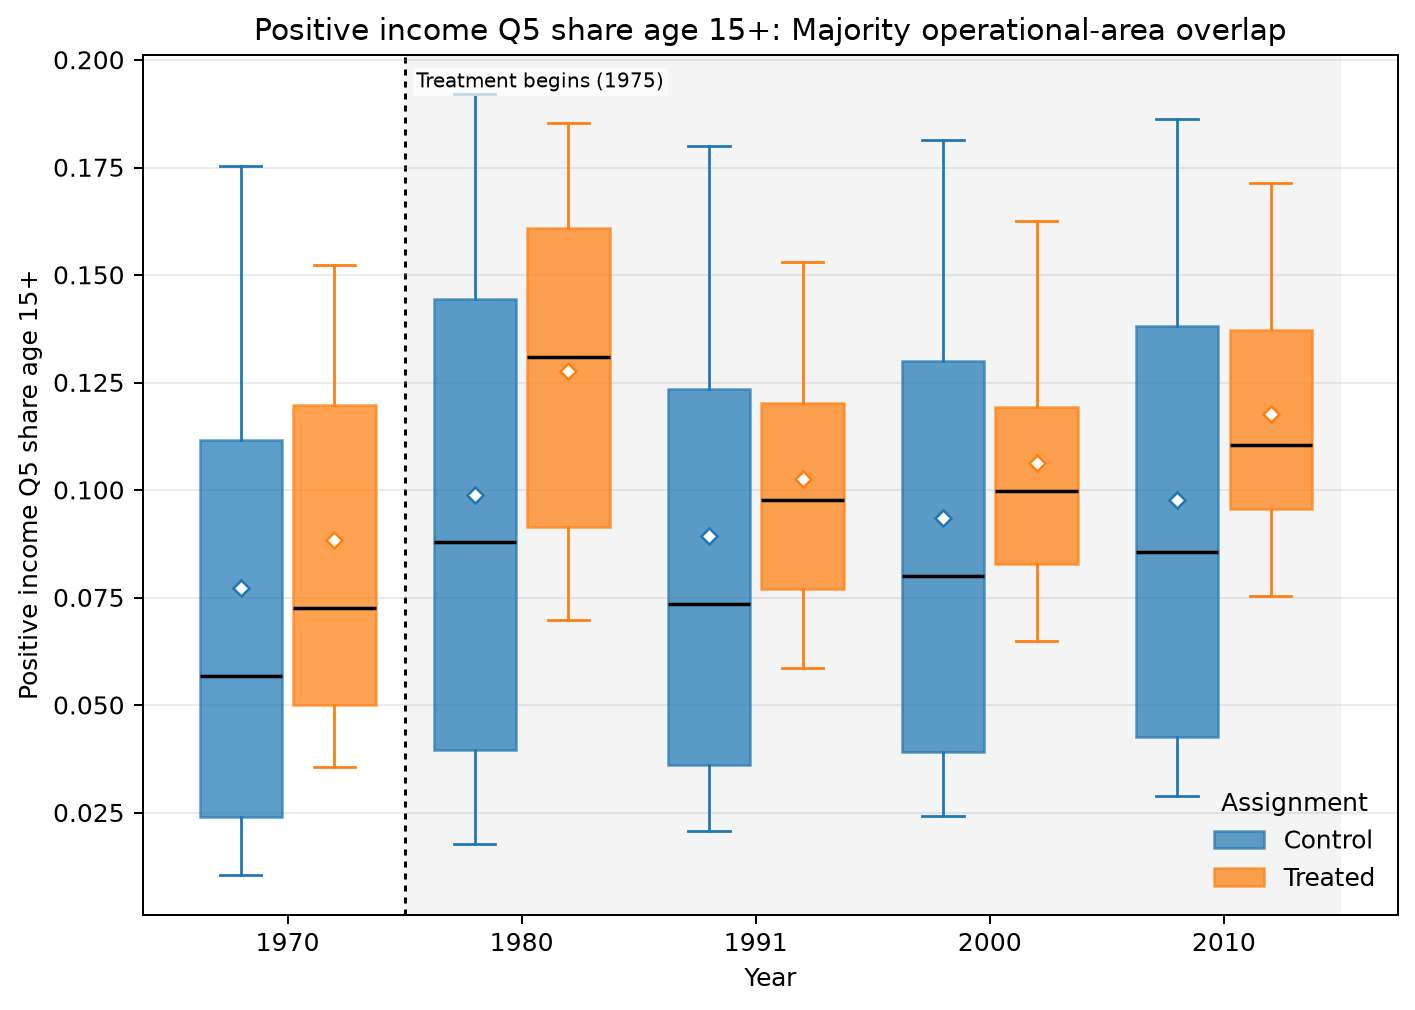 Positive income Q5 share age 15+: Majority operational-area overlap
Positive income Q5 share age 15+
0.200
0.175
0.150
0.125
0.100
0.075
0.050
0.025
Treatment begins (1975)
Assignment
Control
Treated
1970
1980
1991
2000
2010
Year